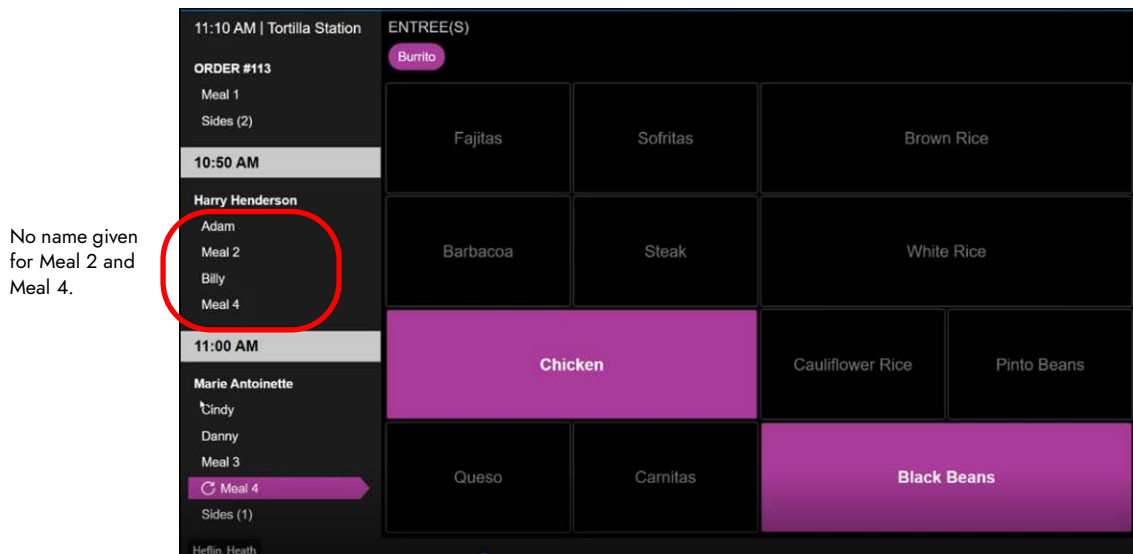 No name given
for Meal 2 and
Meal 4.
11:10 AM | Tortilla Station
ORDER #113
Meal 1
Sides (2)
10:50 AM
Harry Henderson
Adam
Meal 2
Billy
Meal 4
11:00 AM
Marie Antoinette
Cindy
Danny
Meal 3
Meal 4
Sides (1)
Heflin, Heath
ENTREE(S)
Burrito
Fajitas
Sofritas
Brown Rice
Barbacoa
Steak
White Rice
Chicken
Cauliflower Rice
Pinto Beans
Queso
Carnitas
Black Beans